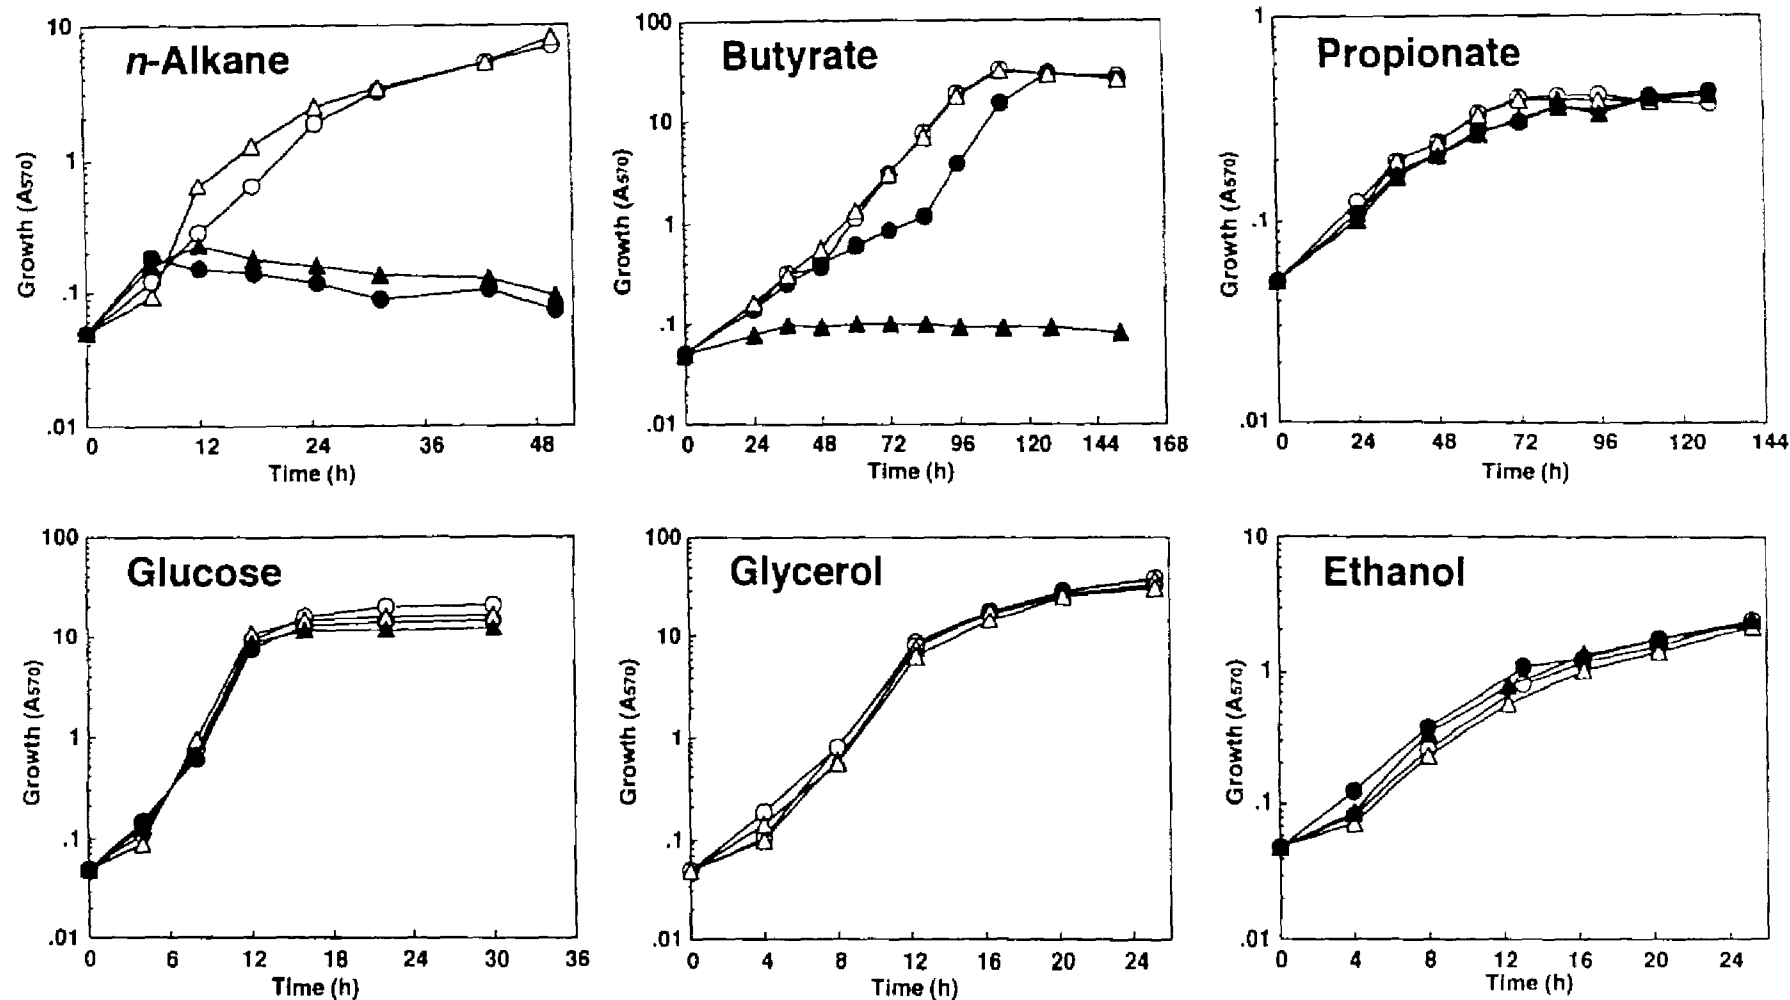 n-Alkane
10
1
.1
.01
Growth (A570)
0 12 24 36 48
Time (h)
Butyrate
100
10
1
.1
.01
Growth (A570)
0 24 48 72 96 120 144 168
Time (h)
Propionate
1
.1
.01
Growth (A570)
0 24 48 72 96 120 144
Time (h)
Glucose
100
10
1
.1
.01
Growth (A570)
0 6 12 18 24 30 36
Time (h)
Glycerol
100
10
1
.1
.01
Growth (A570)
0 4 8 12 16 20 24
Time (h)
Ethanol
10
1
.1
.01
Growth (A570)
0 4 8 12 16 20 24
Time (h)